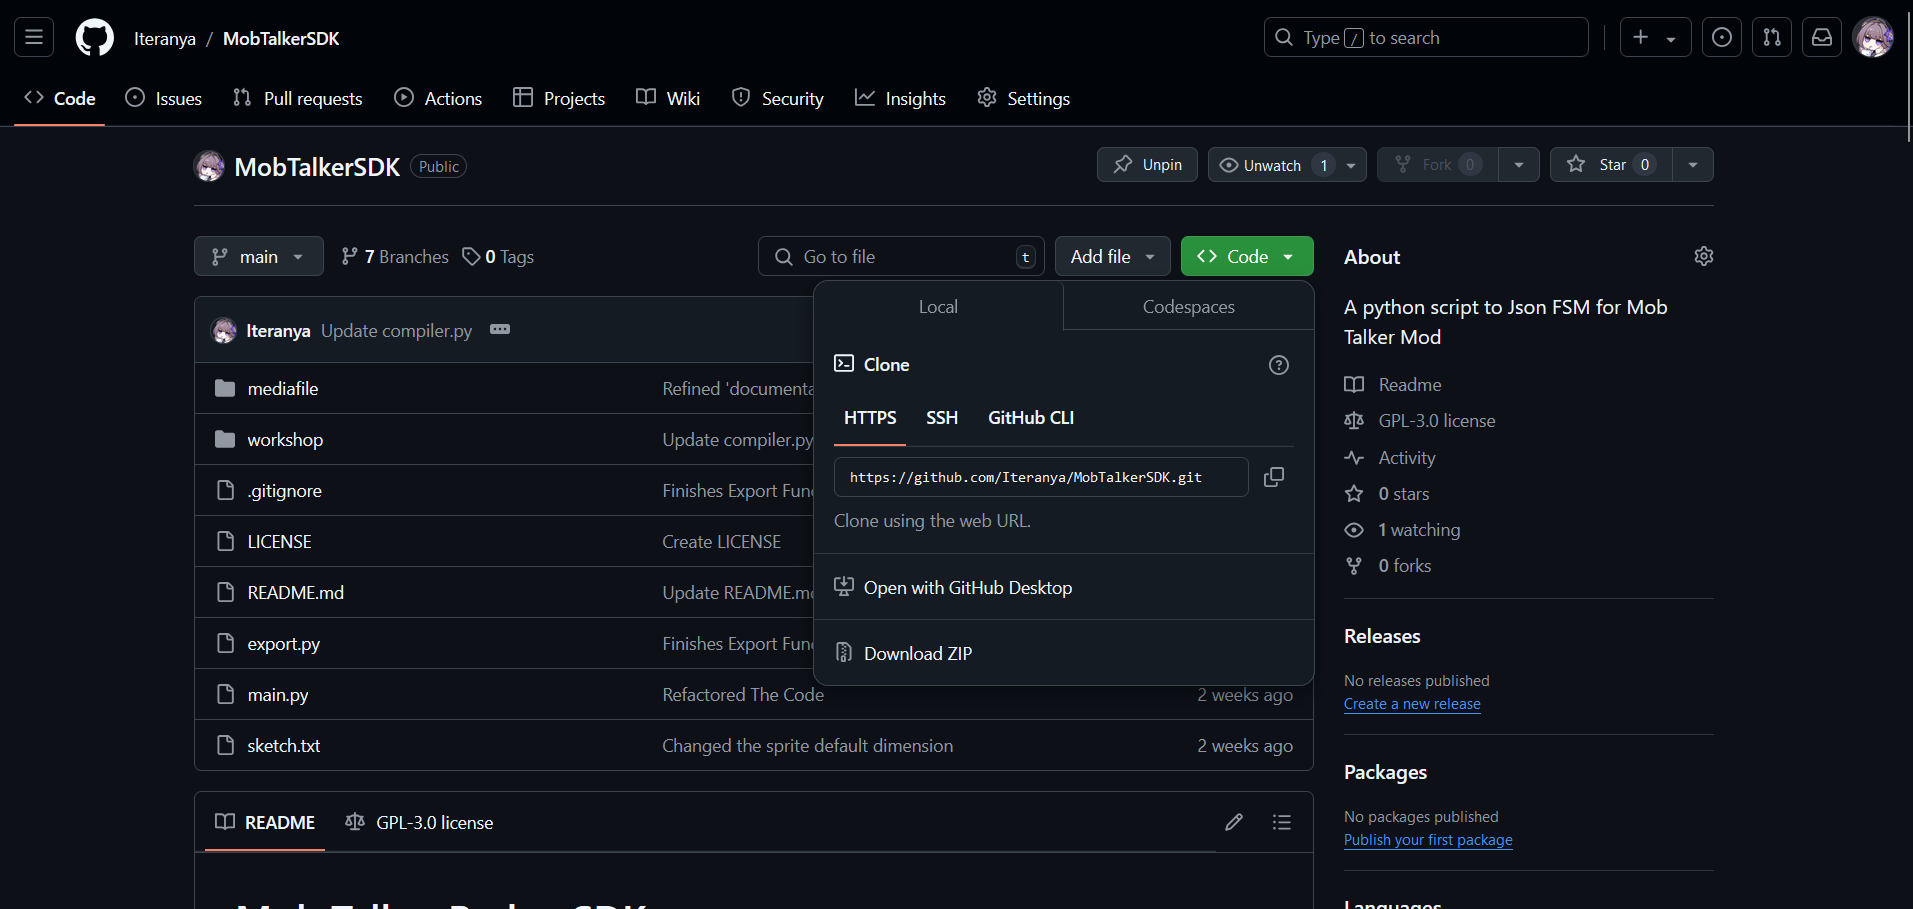 Iteranya / MobTalkerSDK
Type / to search
Code Issues Pull requests Actions Projects Wiki Security Insights Settings
MobTalkerSDK Public
Unpin Unwatch 1 Fork 0 Star 0
main 7 Branches 0 Tags
Go to file t Add file Code
Local Codespaces
Clone
HTTPS SSH GitHub CLI
https://github.com/Iteranya/MobTalkerSDK.git
Clone using the web URL.
Open with GitHub Desktop
Download ZIP
Iteranya Update compiler.py
mediafile Refined 'documenta
workshop Update compiler.py
.gitignore Finishes Export Fun
LICENSE Create LICENSE
README.md Update README.m
export.py Finishes Export Fun
main.py Refactored The Code 2 weeks ago
sketch.txt Changed the sprite default dimension 2 weeks ago
README GPL-3.0 license
About
A python script to Json FSM for Mob
Talker Mod
Readme
GPL-3.0 license
Activity
0 stars
1 watching
0 forks
Releases
No releases published
Create a new release
Packages
No packages published
Publish your first package
Languages